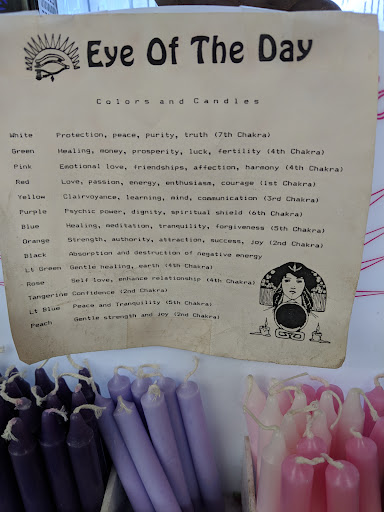 Eye Of The Day
Colors and Candles
White Protection, peace, purity, truth (7th Chakra)
Green Healing, money, prosperity, luck, fertility (4th Chakra)
Pink Emotional love, friendships, affection, harmony (4th Chakra)
Red Love, passion, energy, enthusiasm, courage (1st Chakra)
Yellow Clairvoyance, learning, mind, communication (3rd Chakra)
Purple Psychic power, dignity, spiritual shield (6th Chakra)
Blue Healing, meditation, tranquility, forgiveness (5th Chakra)
Orange Strength, authority, attraction, success, joy (2nd Chakra)
Black Absorption and destruction of negative energy
Lt Green Gentle healing, earth (4th Chakra)
Rose Self love, enhance relationship (4th Chakra)
Tangerine Confidence (2nd Chakra)
Lt Blue Peace and Tranquility (5th Chakra)
Peach Gentle strength and joy (2nd Chakra)